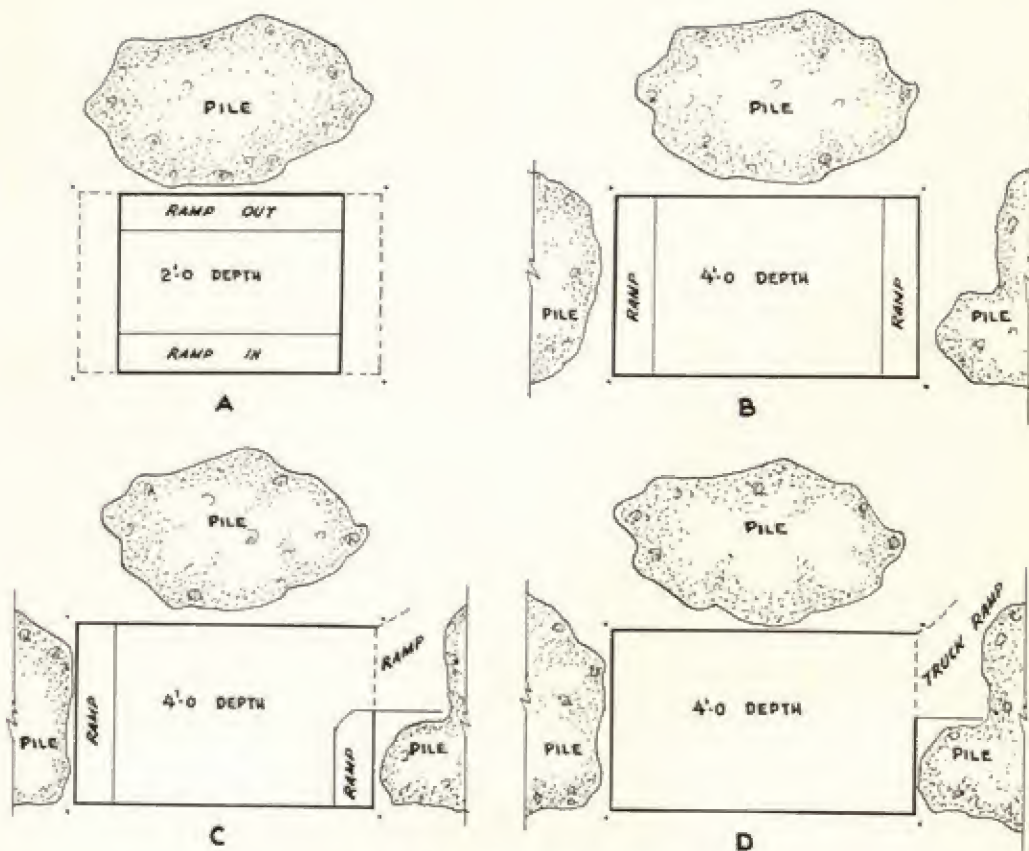 PILE
RAMP OUT
2'-0 DEPTH
RAMP IN
A
PILE
PILE
RAMP
4'-0 DEPTH
RAMP
PILE
B
PILE
RAMP
PILE
RAMP
4'-0 DEPTH
RAMP
PILE
C
PILE
TRUCK RAMP
PILE
4'-0 DEPTH
PILE
D